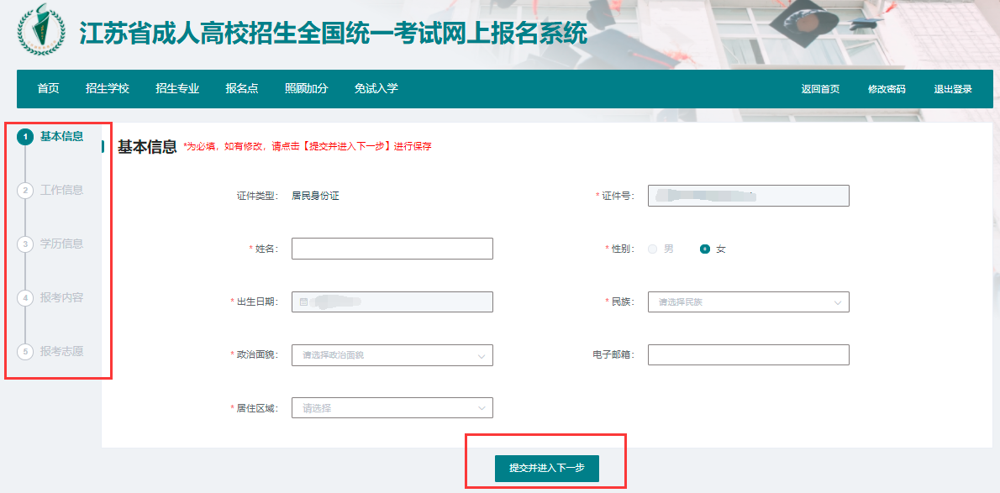 江苏省成人高校招生全国统一考试网上报名系统
首页 招生学校 招生专业 报名点 照顾加分 免试入学 返回首页 修改密码 退出登录
1 基本信息
2 工作信息
3 学历信息
4 报考内容
5 报考志愿
基本信息 *为必填，如有修改，请点击【提交并进入下一步】进行保存
证件类型： 居民身份证 * 证件号：
* 姓名： * 性别： 男 女
* 出生日期： * 民族： 请选择民族
* 政治面貌： 请选择政治面貌 电子邮箱：
* 居住区域： 请选择
提交并进入下一步